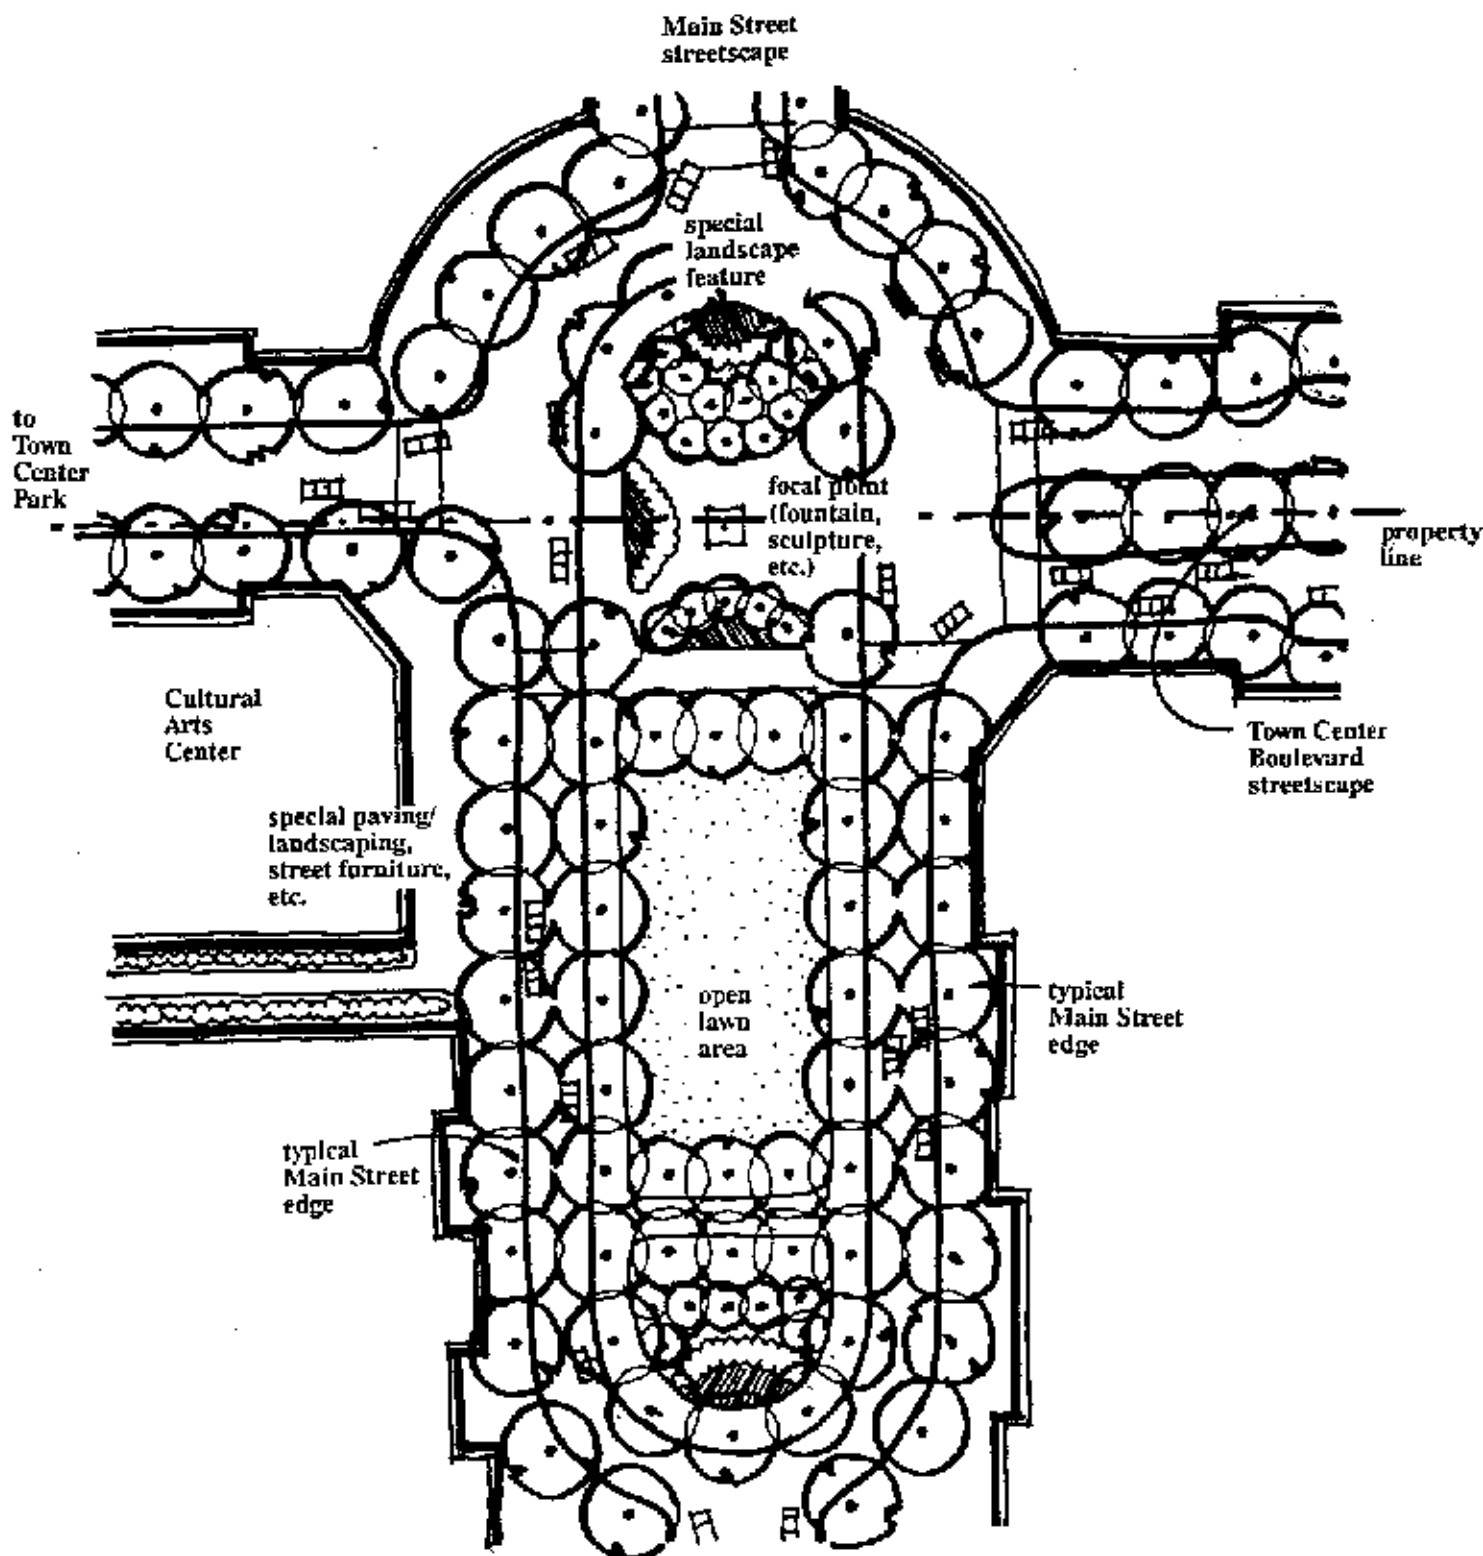 Main Street
streetscape
special
landscape
feature
to
Town
Center
Park
focal point
(fountain,
sculpture,
etc.)
property
line
Cultural
Arts
Center
Town Center
Boulevard
streetscape
special paving/
landscaping,
street furniture,
etc.
open
lawn
area
typical
Main Street
edge
typical
Main Street
edge